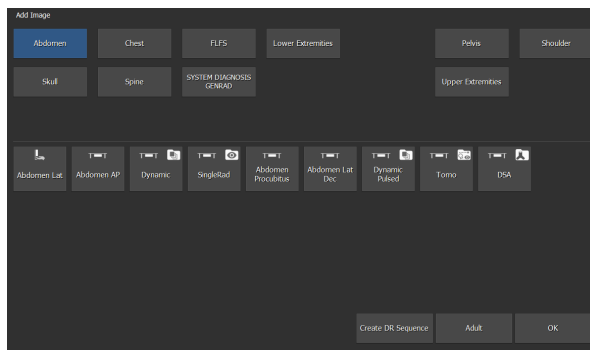 Add Image
Abdomen
Chest
FLFS
Lower Extremities
Pelvis
Shoulder
Skull
Spine
SYSTEM DIAGNOSIS
GENRAD
Upper Extremities
Abdomen Lat
Abdomen AP
Dynamic
SingleRad
Abdomen
Procubitus
Abdomen Lat
Dec
Dynamic
Pulsed
Tomo
DSA
Create DR Sequence
Adult
OK